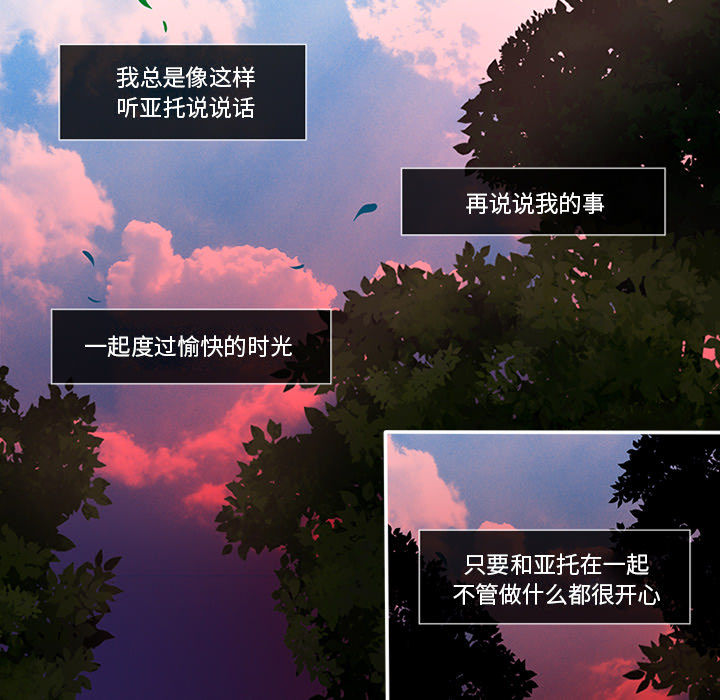 我总是像这样
听亚托说说话
再说说我的事
一起度过愉快的时光
只要和亚托在一起
不管做什么都很开心